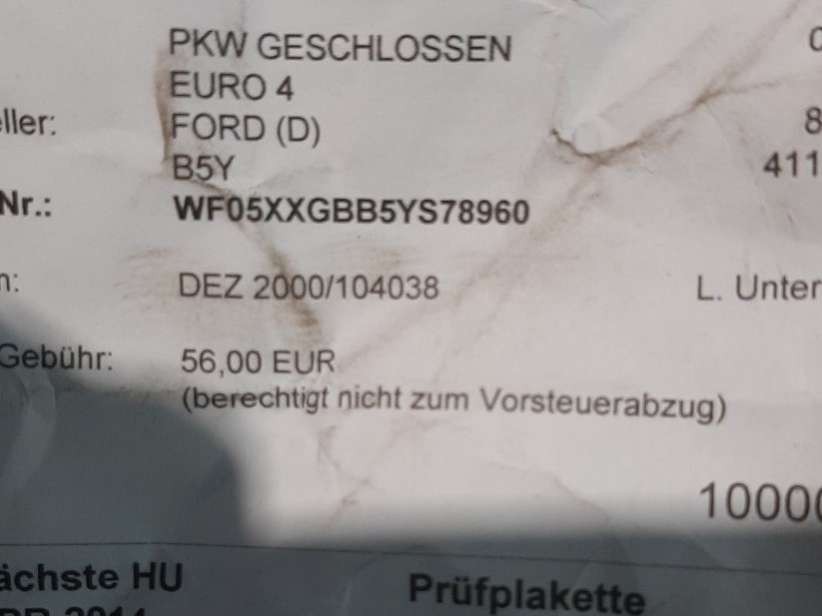 PKW GESCHLOSSEN
EURO 4
FORD (D) 8
B5Y 411
Nr.: WF05XXGBB5YS78960
DEZ 2000/104038 L. Unter
Gebühr: 56,00 EUR
(berechtigt nicht zum Vorsteuerabzug)
1000
ächste HU Prüfplakette